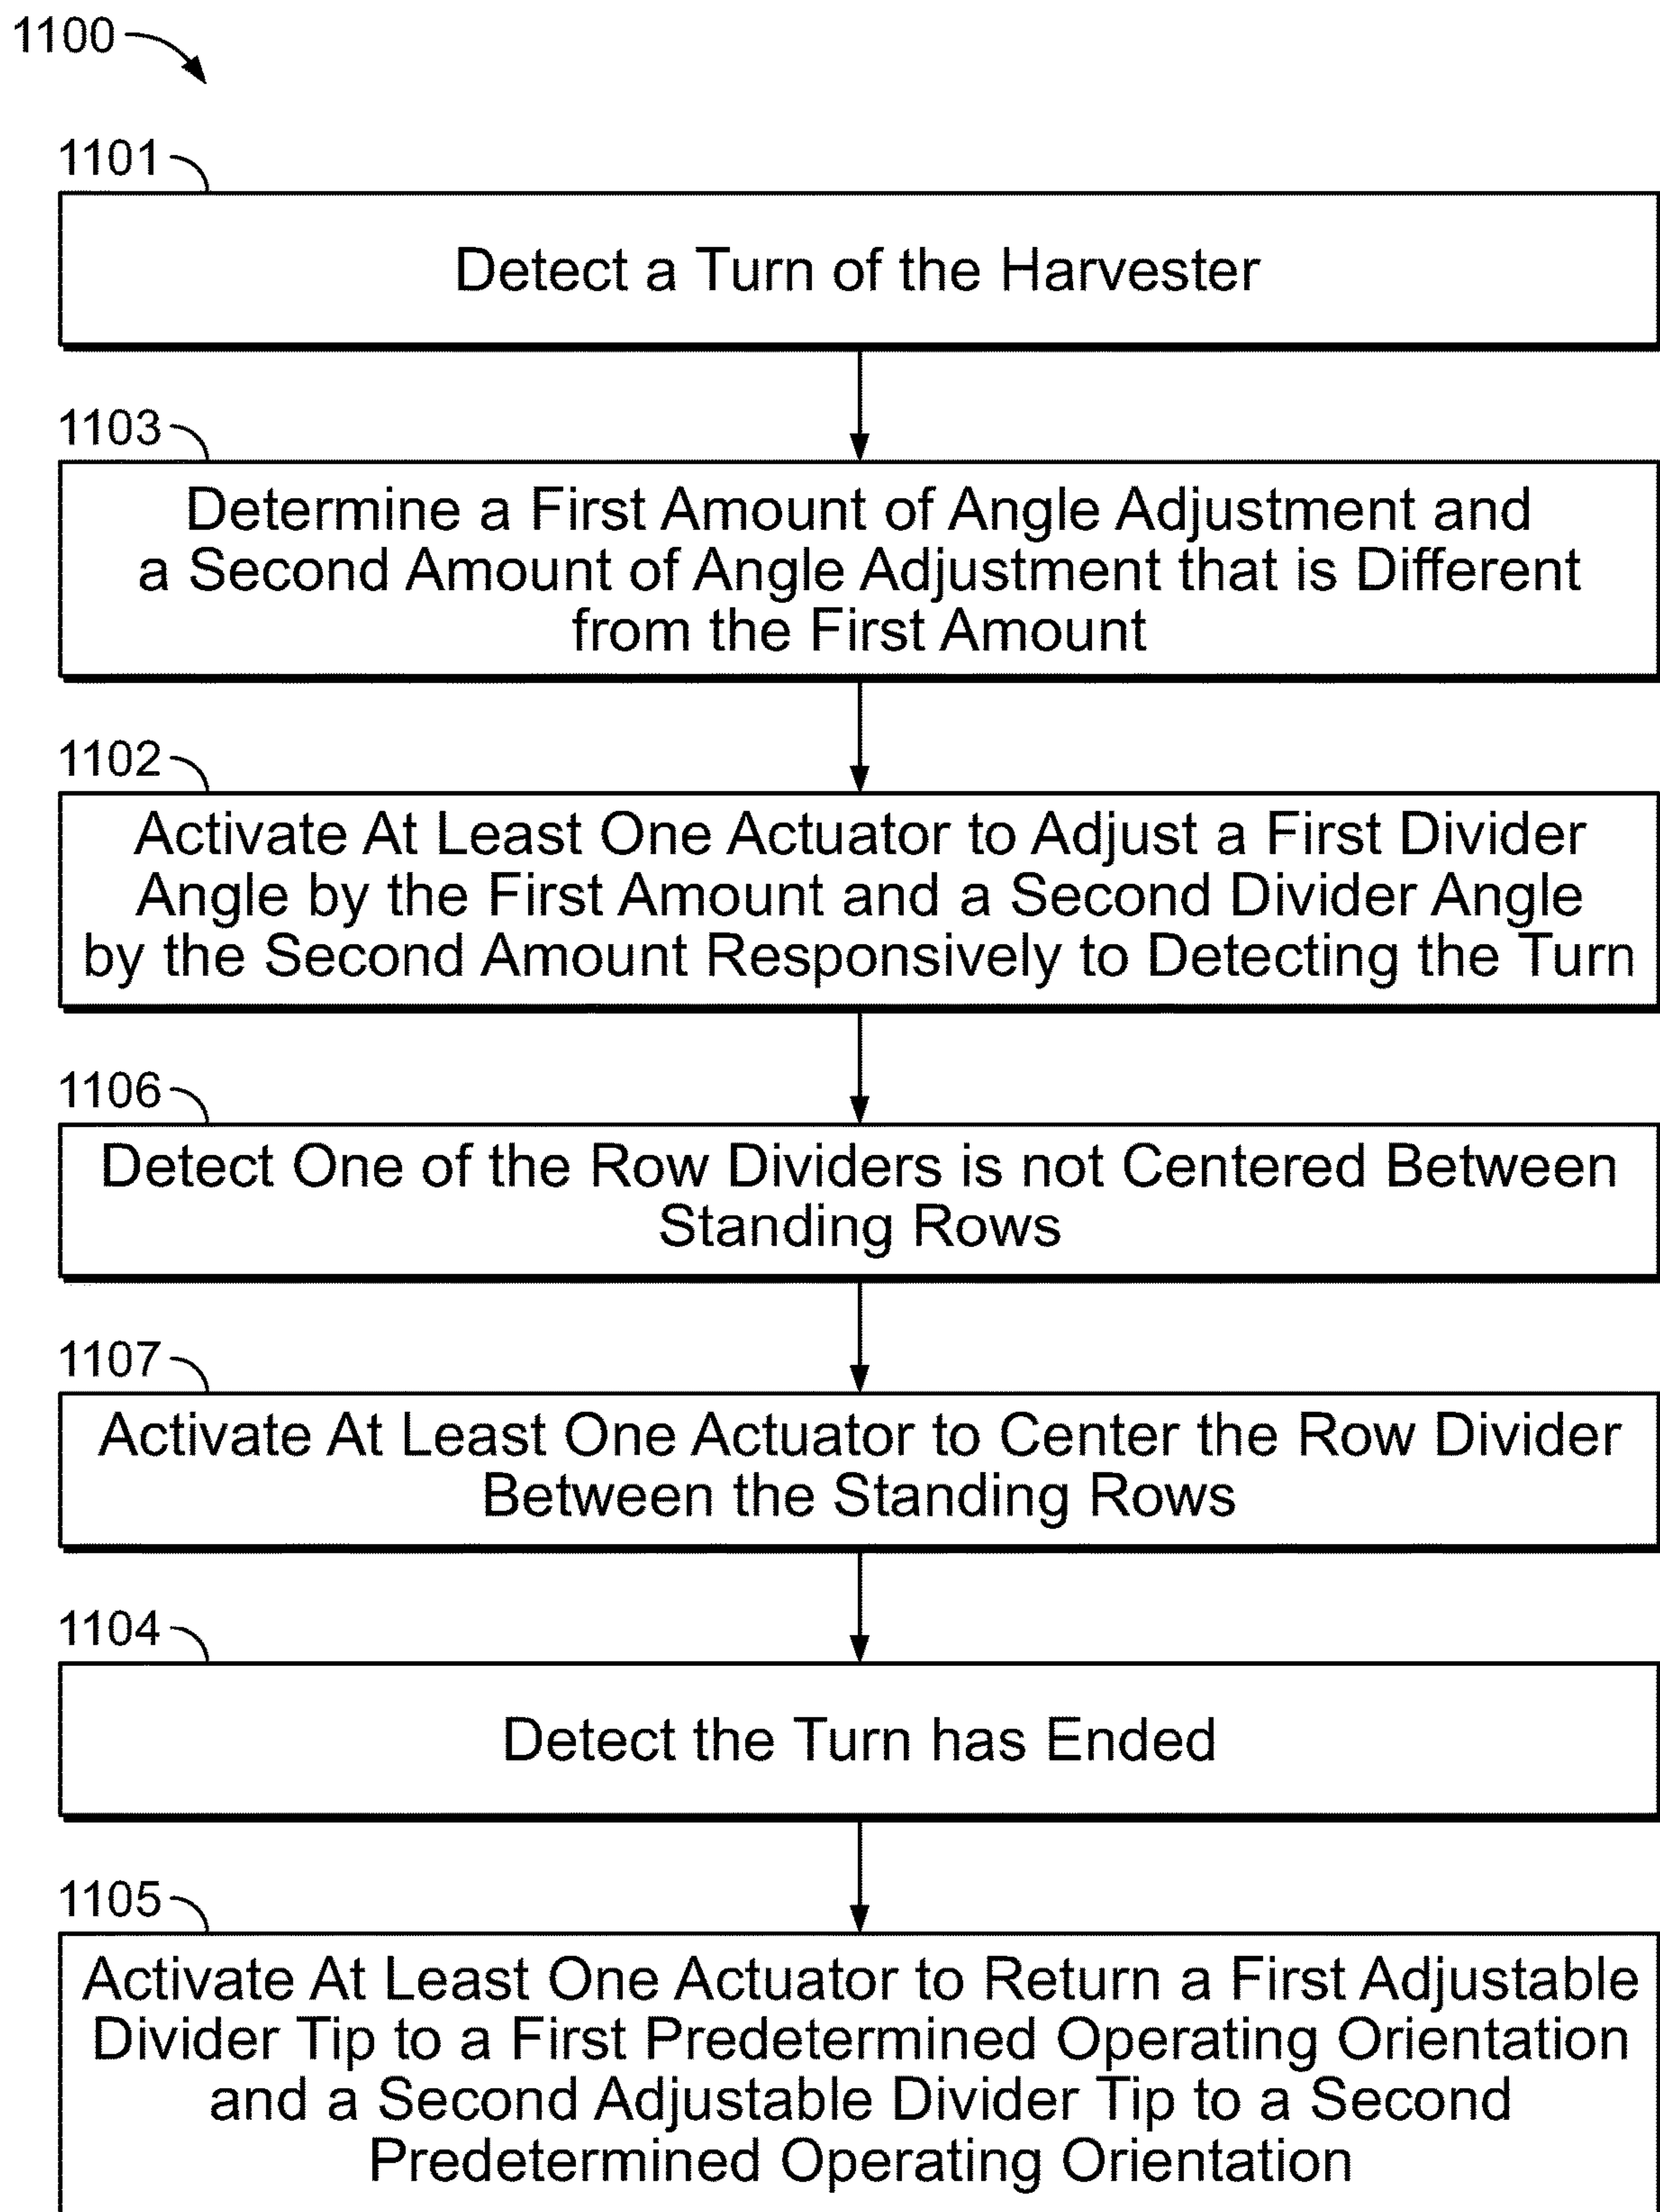 1100
1101
Detect a Turn of the Harvester
1103
Determine a First Amount of Angle Adjustment and
a Second Amount of Angle Adjustment that is Different
from the First Amount
1102
Activate At Least One Actuator to Adjust a First Divider
Angle by the First Amount and a Second Divider Angle
by the Second Amount Responsively to Detecting the Turn
1106
Detect One of the Row Dividers is not Centered Between
Standing Rows
1107
Activate At Least One Actuator to Center the Row Divider
Between the Standing Rows
1104
Detect the Turn has Ended
1105
Activate At Least One Actuator to Return a First Adjustable
Divider Tip to a First Predetermined Operating Orientation
and a Second Adjustable Divider Tip to a Second
Predetermined Operating Orientation